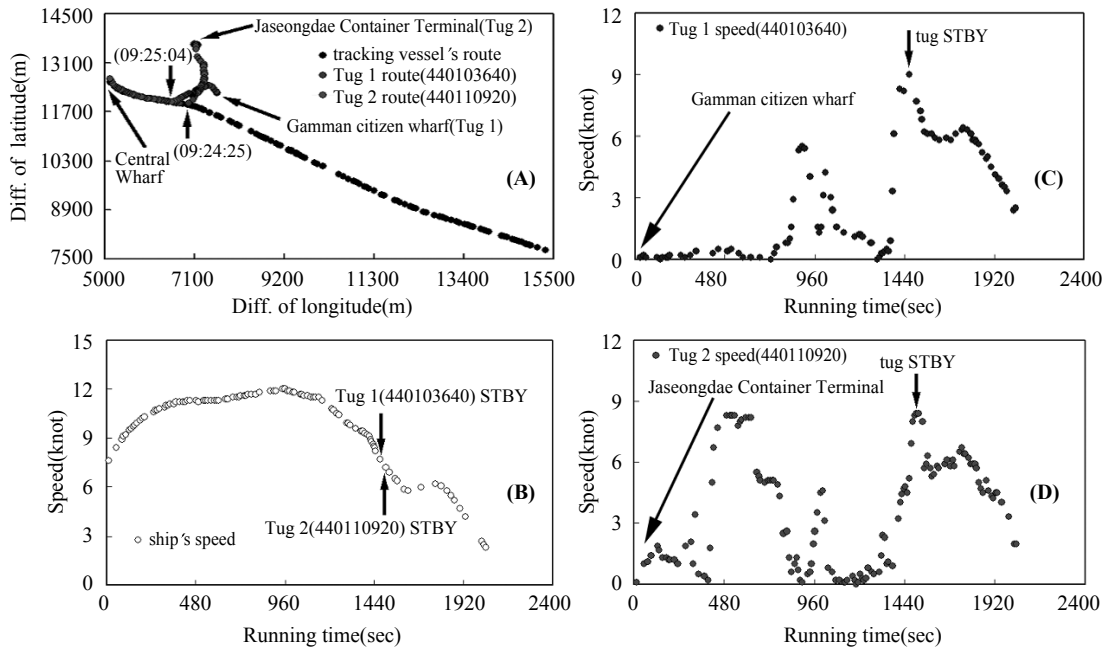 14500
13100
11700
10300
8900
7500
Diff. of latitude(m)
5000 7100 9200 11300 13400 15500
Diff. of longitude(m)
Jaseongdae Container Terminal(Tug 2)
(09:25:04)
tracking vessel´s route
Tug 1 route(440103640)
Tug 2 route(440110920)
Gamman citizen wharf(Tug 1)
(09:24:25)
Central
Wharf
(A)
12
9
6
3
0
Speed(knot)
Tug 1 speed(440103640)
tug STBY
Gamman citizen wharf
(C)
0 480 960 1440 1920 2400
Running time(sec)
15
12
9
6
3
0
Speed(knot)
Tug 1(440103640) STBY
(B)
Tug 2(440110920) STBY
ship´s speed
0 480 960 1440 1920 2400
Running time(sec)
12
9
6
3
0
Speed(knot)
Tug 2 speed(440110920)
tug STBY
Jaseongdae Container Terminal
(D)
0 480 960 1440 1920 2400
Running time(sec)